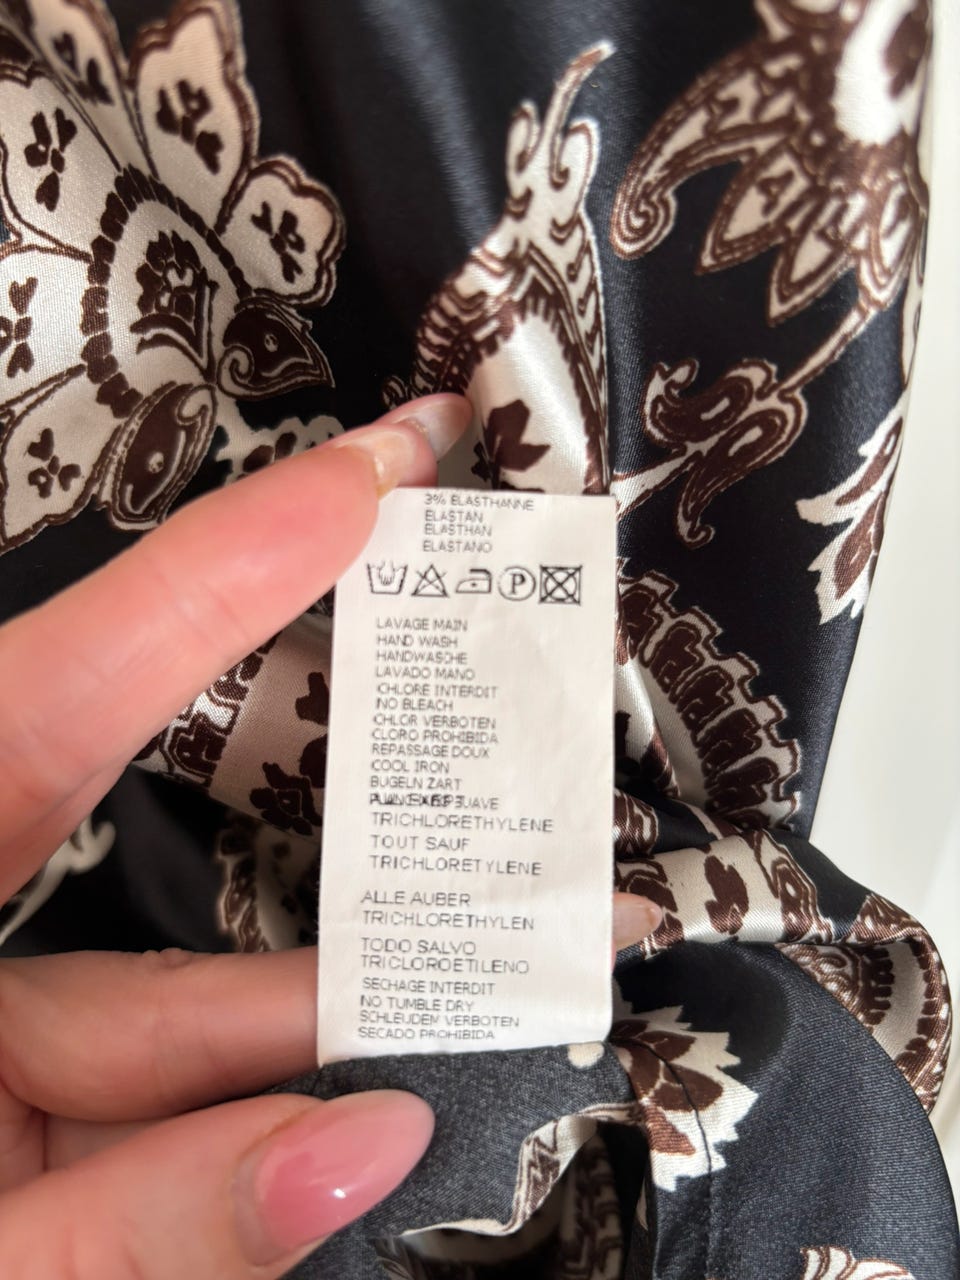 3% ELASTHANNE
ELASTAN
ELASTHAN
ELASTANO
P
LAVAGE MAIN
HAND WASH
HANDWASCHE
LAVADO MANO
CHLORE INTERDIT
NO BLEACH
CHLOR VERBOTEN
CLORO PROHIBIDA
REPASSAGE DOUX
COOL IRON
BUGELN ZART
SUAVE
TRICHLORETHYLENE
TOUT SAUF
TRICHLORETYLENE
ALLE AUBER
TRICHLORETHYLEN
TODO SALVO
TRICLOROETILENO
SECHAGE INTERDIT
NO TUMBLE DRY
SCHLEUDEM VERBOTEN
SECADO PROHIBIDA